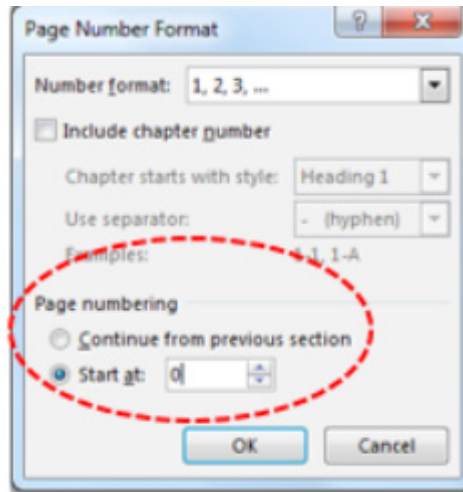 Page Number Format
Number format: 1, 2, 3, ...
Include chapter number
Chapter starts with style: Heading 1
Use separator: - (hyphen)
Examples: 1-1, 1-A
Page numbering
Continue from previous section
Start at: 0
OK Cancel